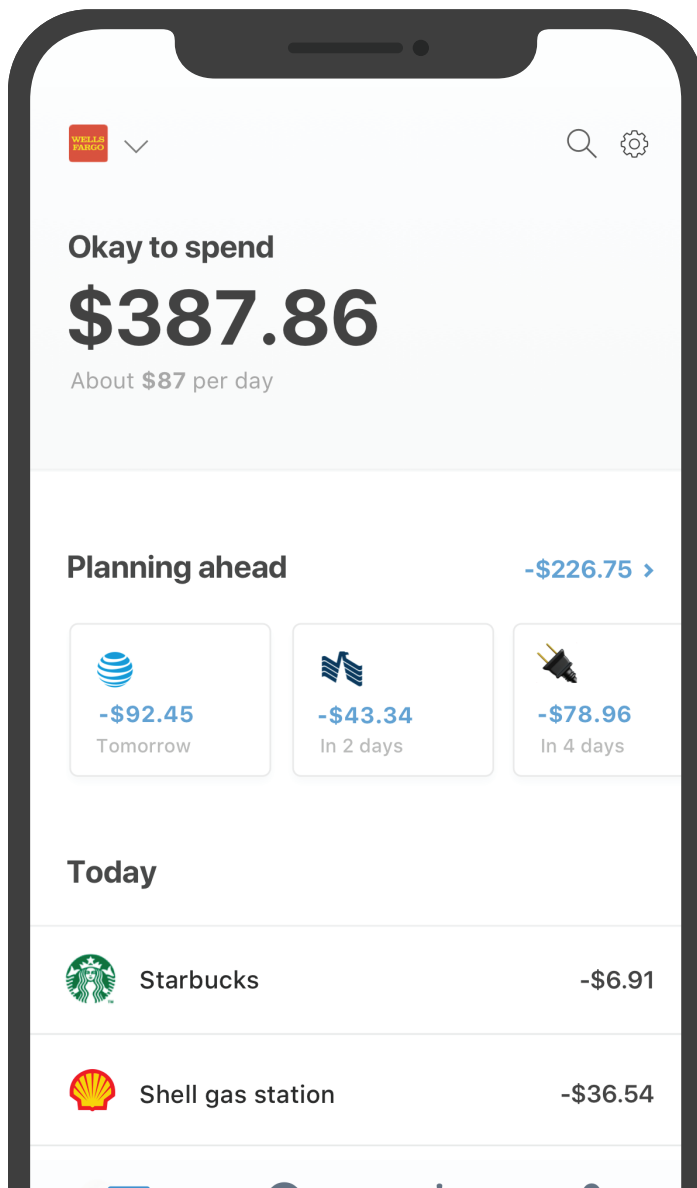 WELLS
FARGO
Okay to spend
$387.86
About $87 per day
Planning ahead
-$226.75
-$92.45
Tomorrow
-$43.34
In 2 days
-$78.96
In 4 days
Today
Starbucks
-$6.91
Shell gas station
-$36.54